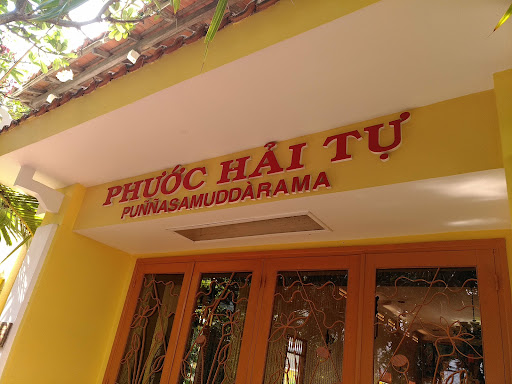 PHƯỚC HẢI TỰ
PUNNASAMUDDÀRAMA